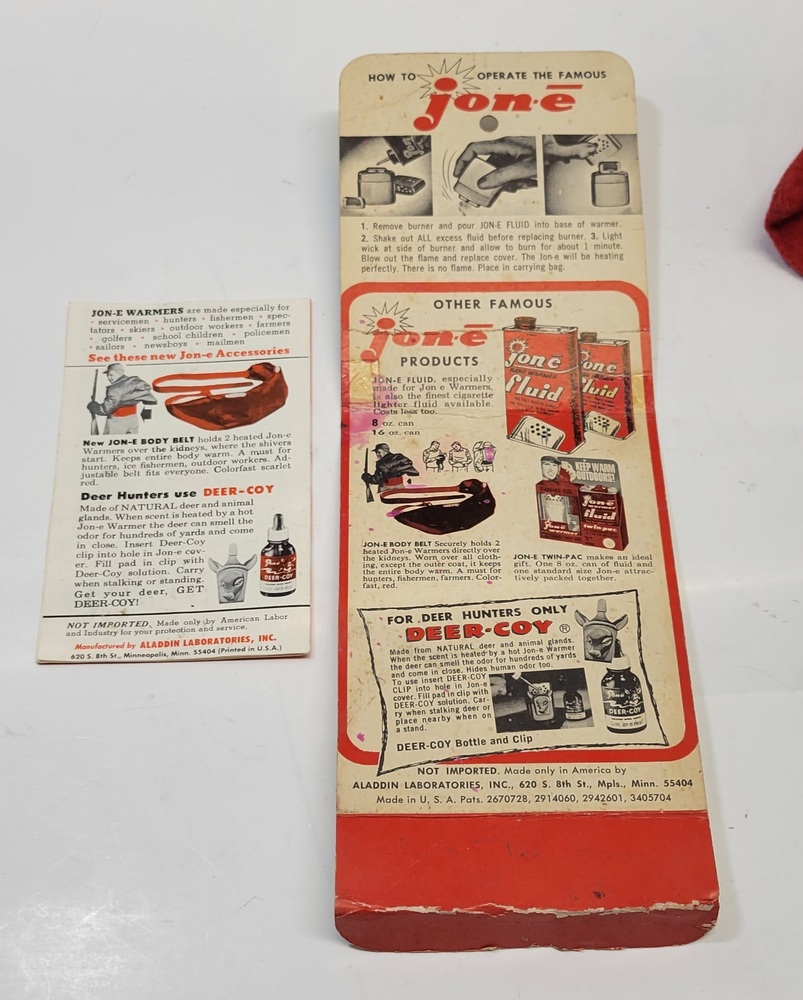 JON-E WARMERS are made especially for
• servicemen • hunters • fishermen • spec-
tators • skiers • outdoor workers • farmers
• golfers • school children • policemen
• sailors • newsboys • mailmen
See these new Jon-e Accessories
New JON-E BODY BELT holds 2 heated Jon-e
Warmers over the kidneys, where the shivers
start. Keeps entire body warm. A must for
hunters, ice fishermen, outdoor workers. Ad-
justable belt fits everyone. Colorfast scarlet
red.
Deer Hunters use DEER-COY
Made of NATURAL deer and animal
glands. When scent is heated by a hot
Jon-e Warmer the deer can smell the
odor for hundreds of yards and come
in close. Insert Deer-Coy
clip into hole in Jon-e cov-
er. Fill pad in clip with
Deer-Coy solution. Carry
when stalking or standing.
Get your deer, GET
DEER-COY!
DEER-COY
NOT IMPORTED. Made only by American Labor
and Industry for your protection and service.
Manufactured by ALADDIN LABORATORIES, INC.
620 S. 8th St., Minneapolis, Minn. 55404 (Printed in U.S.A.)
HOW TO OPERATE THE FAMOUS
jon-ē
1. Remove burner and pour JON-E FLUID into base of warmer.
2. Shake out ALL excess fluid before replacing burner. 3. Light
wick at side of burner and allow to burn for about 1 minute.
Blow out the flame and replace cover. The Jon-e will be heating
perfectly. There is no flame. Place in carrying bag.
OTHER FAMOUS
jon-ē
PRODUCTS
JON-E FLUID, especially
made for Jon e Warmers,
is also the finest cigarette
lighter fluid available.
Costs less too.
8 oz. can
16 oz. can
jon e
fluid
jon e
fluid
JON-E BODY BELT Securely holds 2
heated Jon-e Warmers directly over
the kidneys. Worn over all cloth-
ing, except the outer coat, it keeps
the entire body warm. A must for
hunters, fishermen, farmers. Color-
fast, red.
KEEP WARM
OUTDOORS!
jon-e
warmer
fluid
twin pac
JON-E TWIN-PAC makes an ideal
gift. One 8 oz. can of fluid and
one standard size Jon-e attrac-
tively packed together.
FOR DEER HUNTERS ONLY
DEER-COY ®
Made from NATURAL deer and animal glands.
When the scent is heated by a hot Jon-e Warmer
the deer can smell the odor for hundreds of yards
and come in close. Hides human odor too.
To use insert DEER-COY
CLIP into hole in Jon-e
cover. Fill pad in clip with
DEER-COY solution. Car-
ry when stalking deer or
place nearby when on
a stand.
DEER-COY
DEER-COY Bottle and Clip
NOT IMPORTED. Made only in America by
ALADDIN LABORATORIES, INC., 620 S. 8th St., Mpls., Minn. 55404
Made in U. S. A. Pats. 2670728, 2914060, 2942601, 3405704